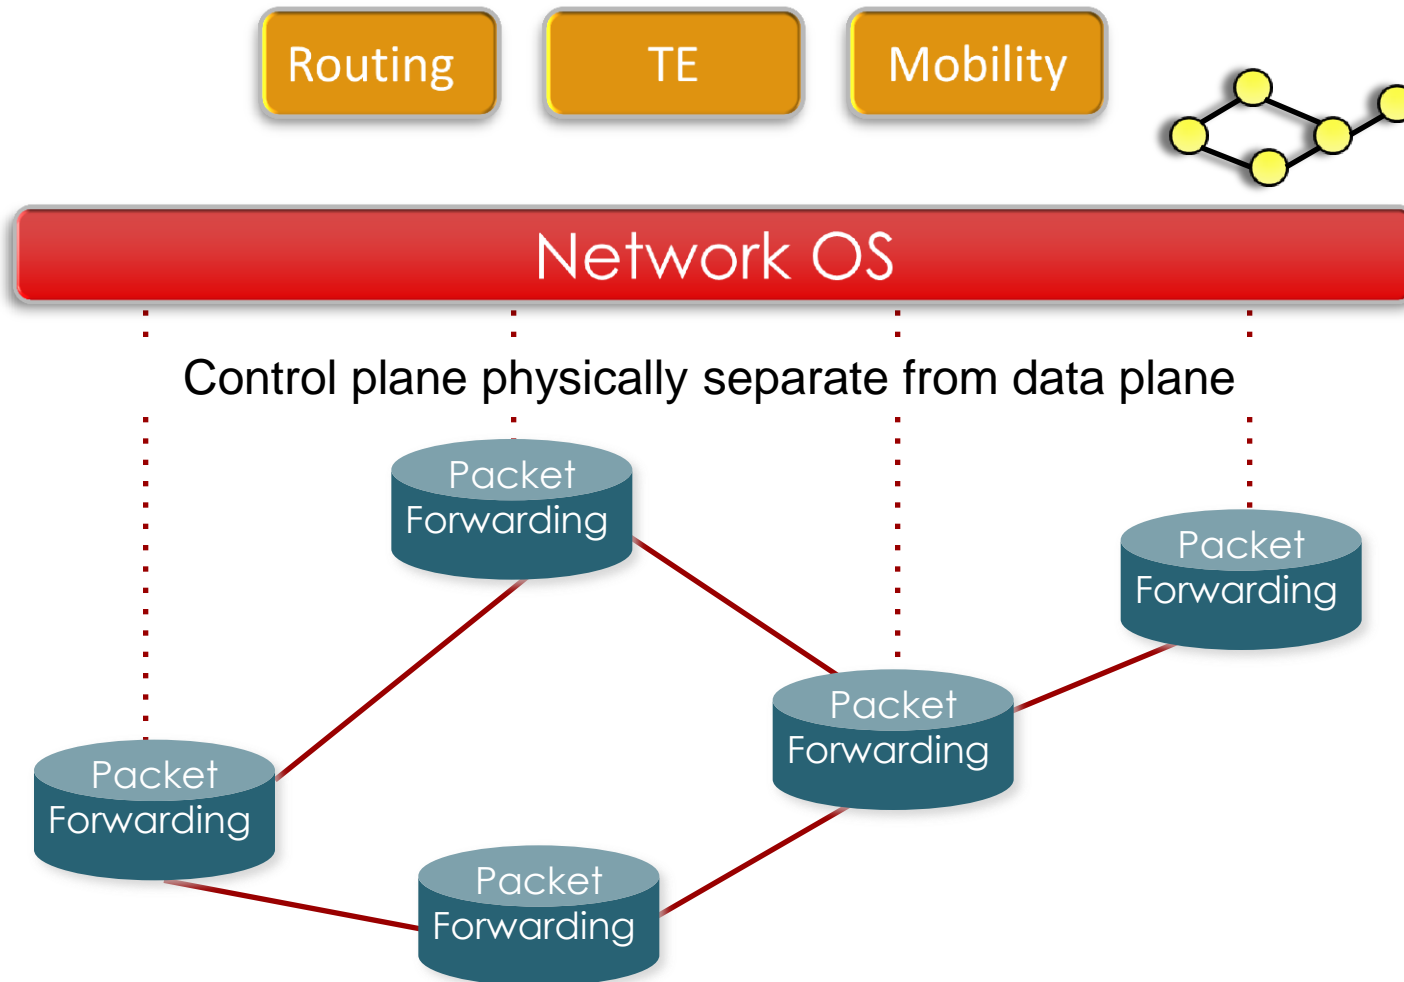 Routing
TE
Mobility
Network OS
Control plane physically separate from data plane
Packet
Forwarding
Packet
Forwarding
Packet
Forwarding
Packet
Forwarding
Packet
Forwarding